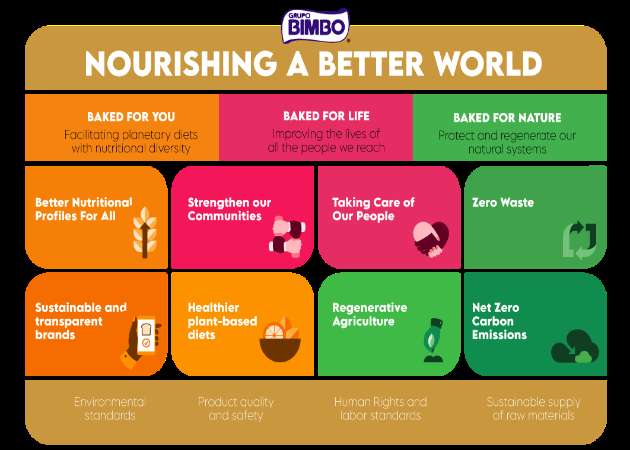 GRUPO
BIMBO
NOURISHING A BETTER WORLD
BAKED FOR YOU
Facilitating planetary diets
with nutritional diversity
BAKED FOR LIFE
Improving the lives of
all the people we reach
BAKED FOR NATURE
Protect and regenerate our
natural systems
Better Nutritional
Profiles For All
Strengthen our
Communities
Taking Care of
Our People
Zero Waste
Sustainable and
transparent
brands
Healthier
plant-based
diets
Regenerative
Agriculture
Net Zero
Carbon
Emissions
Environmental
standards
Product quality
and safety
Human Rights and
labor standards
Sustainable supply
of raw materials